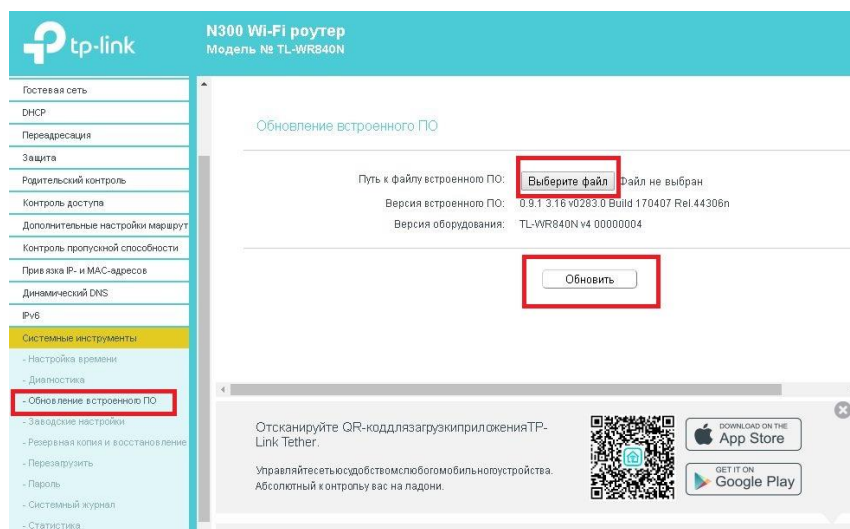 tp-link
N300 Wi-Fi роутер
Модель № TL-WR840N
Гостевая сеть
DHCP
Переадресация
Защита
Родительский контроль
Контроль доступа
Дополнительные настройки маршрут
Контроль пропускной способности
Привязка IP- и MAC-адресов
Динамический DNS
IPv6
Системные инструменты
- Настройка времени
- Диагностика
- Обновление встроенного ПО
- Заводские настройки
- Резервная копия и восстановление
- Перезагрузить
- Пароль
- Системный журнал
- Статистика
Обновление встроенного ПО
Путь к файлу встроенного ПО: Выберите файл Файл не выбран
Версия встроенного ПО: 0.9.1 3.16 v0283.0 Build 170407 Rel.44306n
Версия оборудования: TL-WR840N v4 00000004
Обновить
Отсканируйте QR-коддлязагрузкиприложенияTP-
Link Tether.
Управляйтесетьюсудобствомслюбогомобильногоустройства.
Абсолютный контрольу вас на ладони.
DOWNLOAD ON THE
App Store
GET IT ON
Google Play